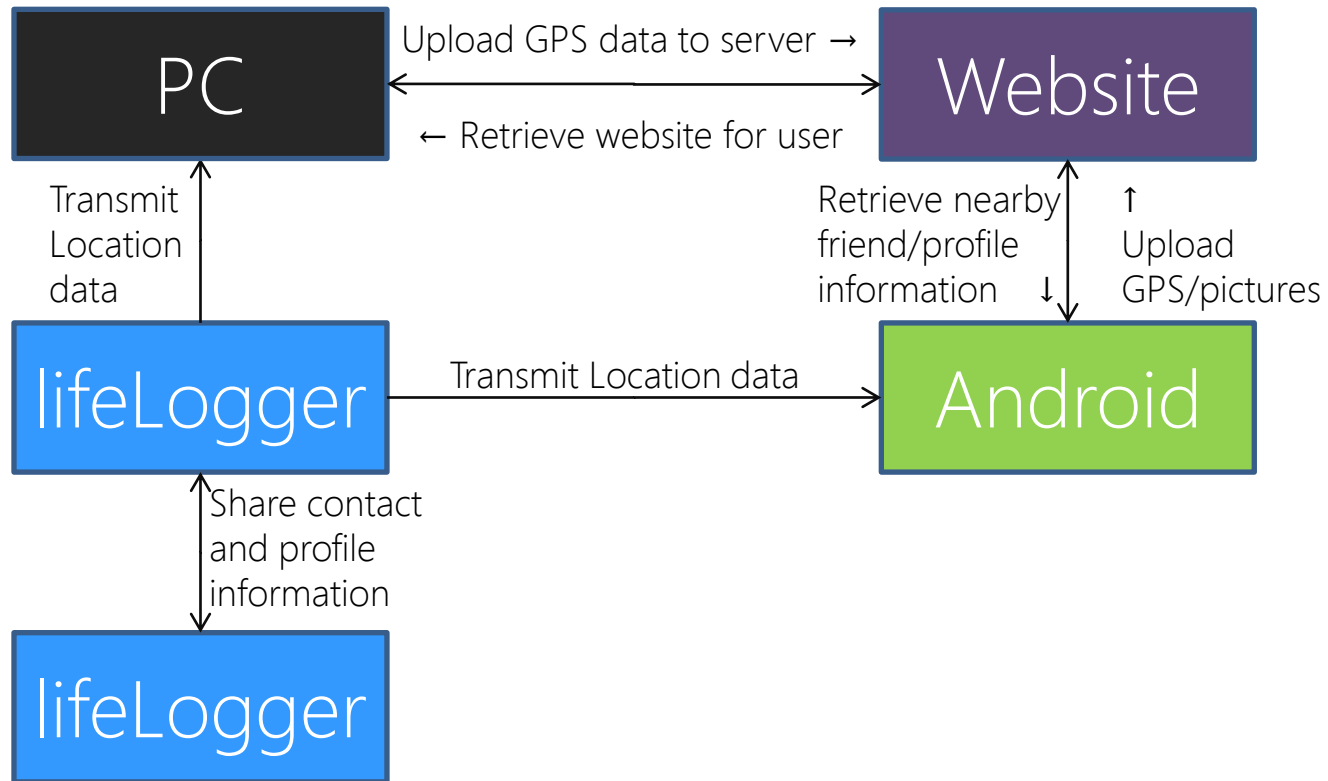 PC
Upload GPS data to server →
← Retrieve website for user
Website
Transmit
Location
data
Retrieve nearby
friend/profile
information ↓
↑
Upload
GPS/pictures
lifeLogger
Transmit Location data
Android
Share contact
and profile
information
lifeLogger